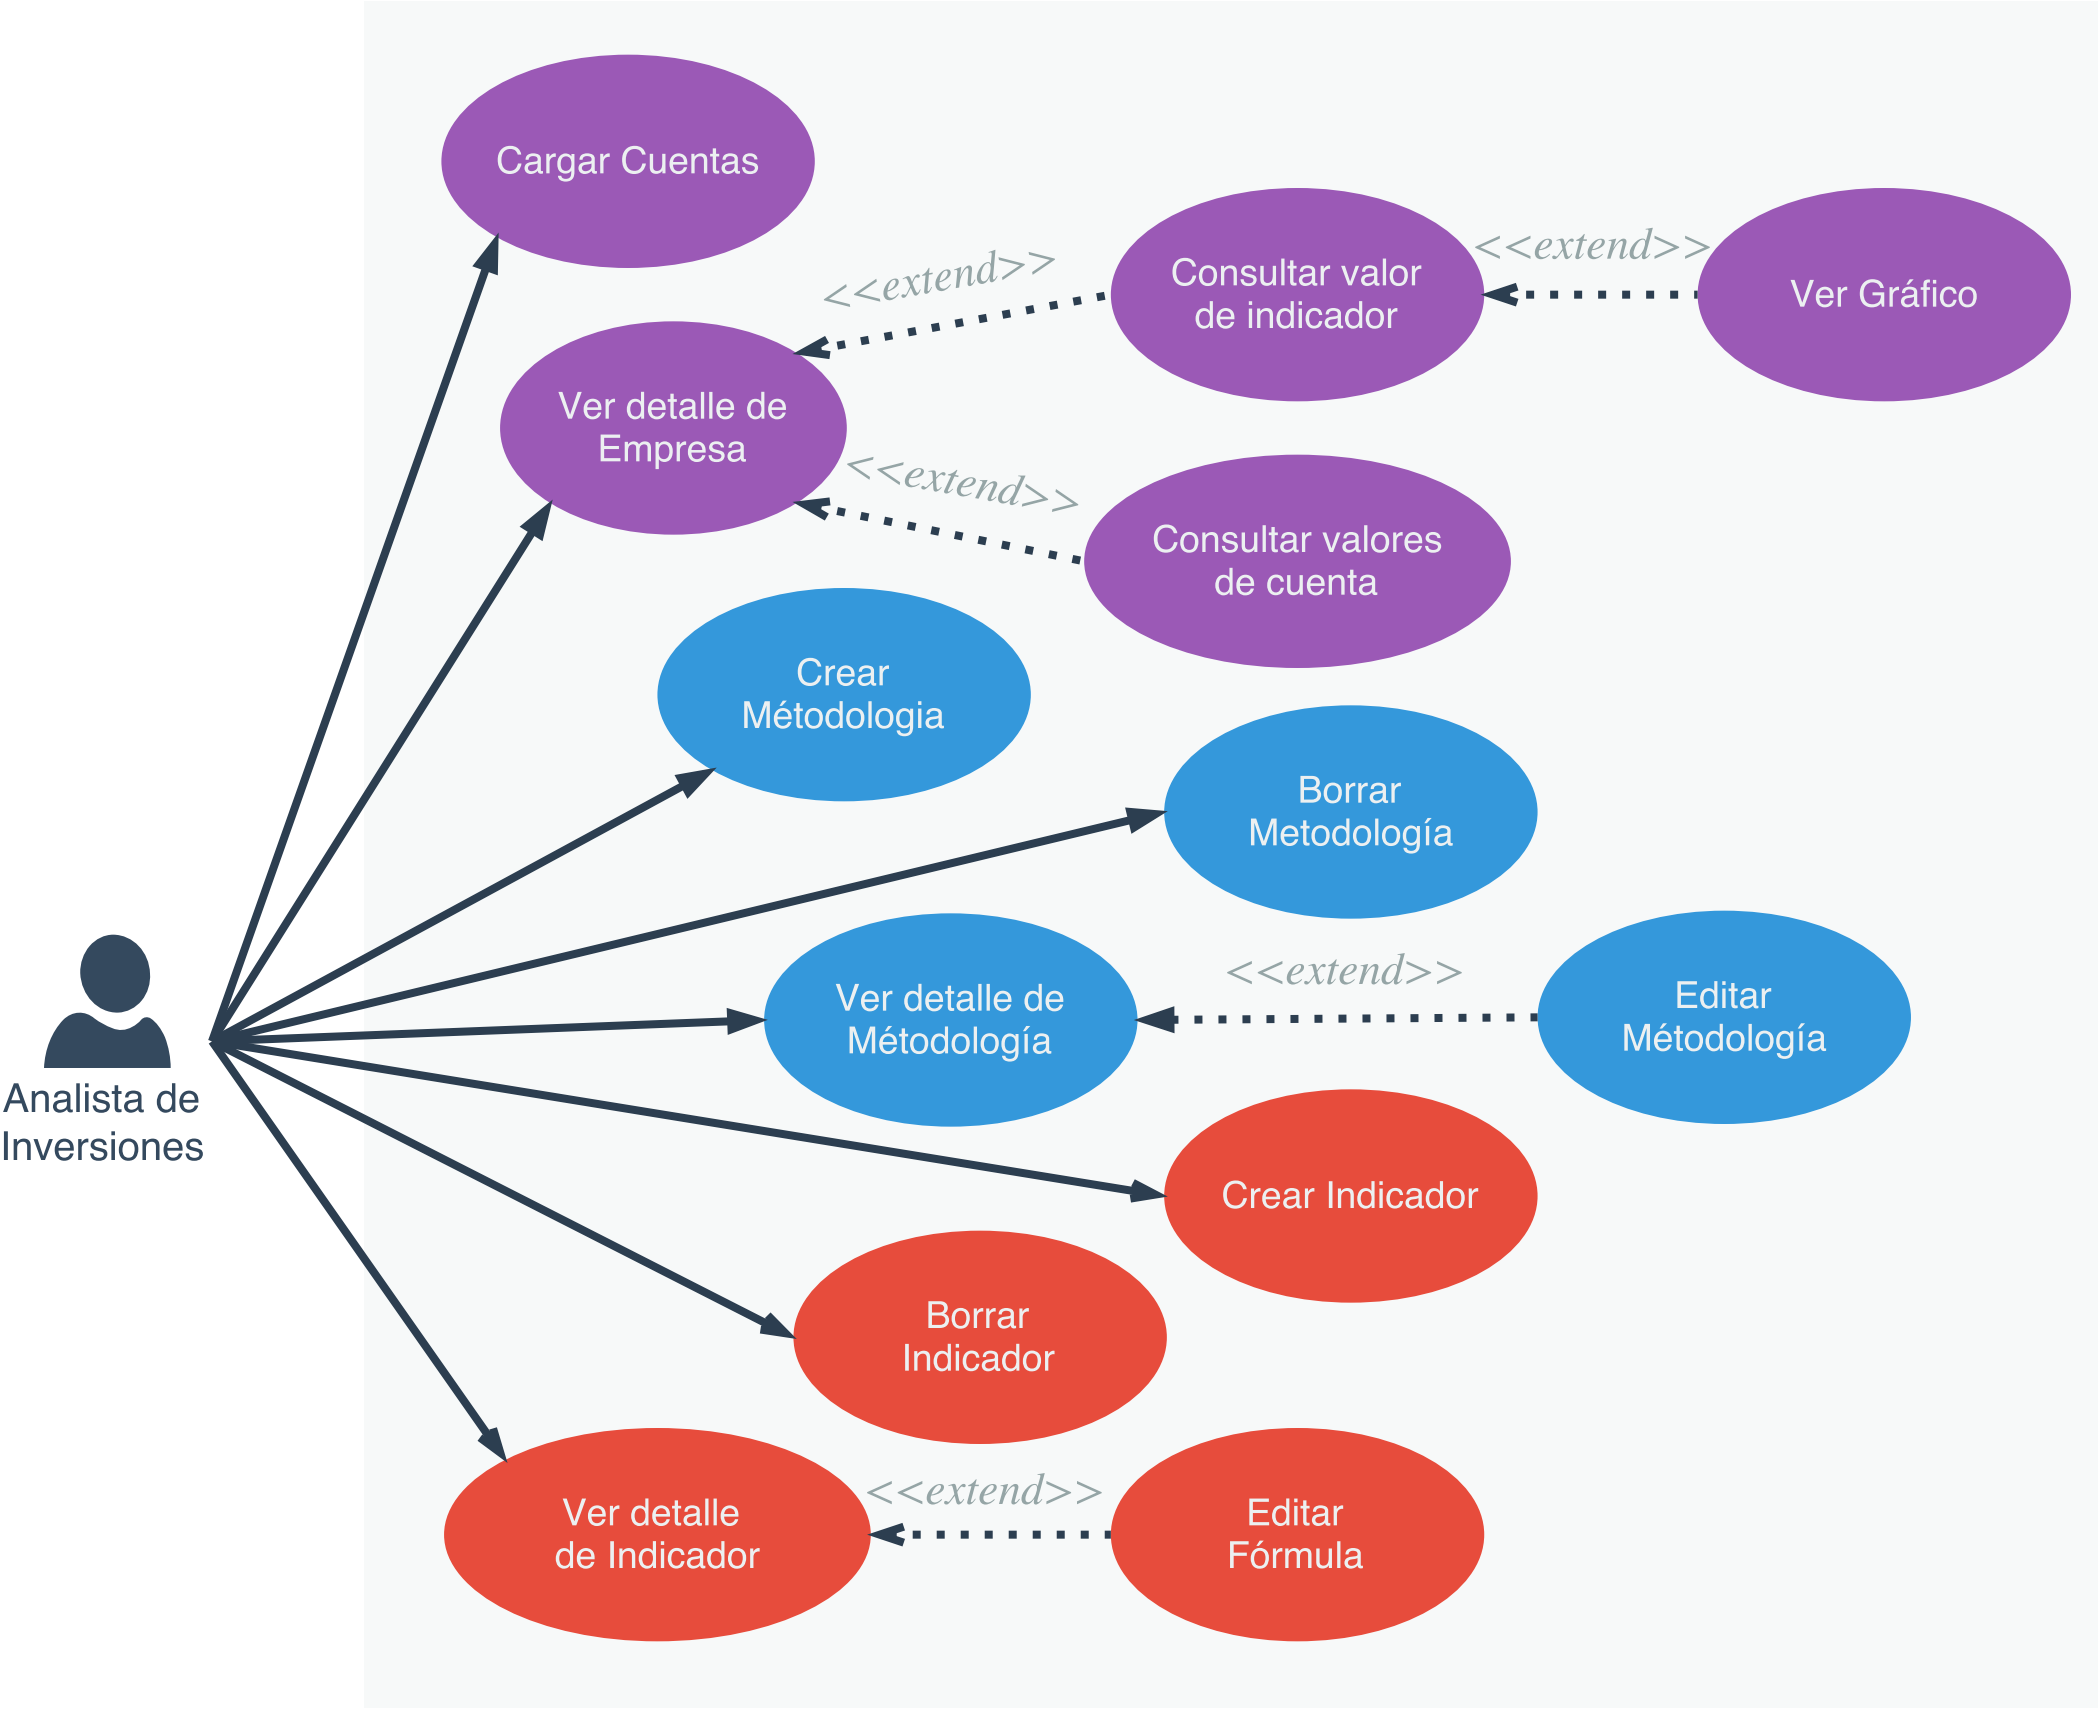 Cargar Cuentas
<<extend>>
Consultar valor
de indicador
<<extend>>
Ver Gráfico
Ver detalle de
Empresa
<<extend>>
Consultar valores
de cuenta
Crear
Métodologia
Borrar
Metodología
Ver detalle de
Métodología
<<extend>>
Editar
Métodología
Analista de
Inversiones
Crear Indicador
Borrar
Indicador
Ver detalle
de Indicador
<<extend>>
Editar
Fórmula